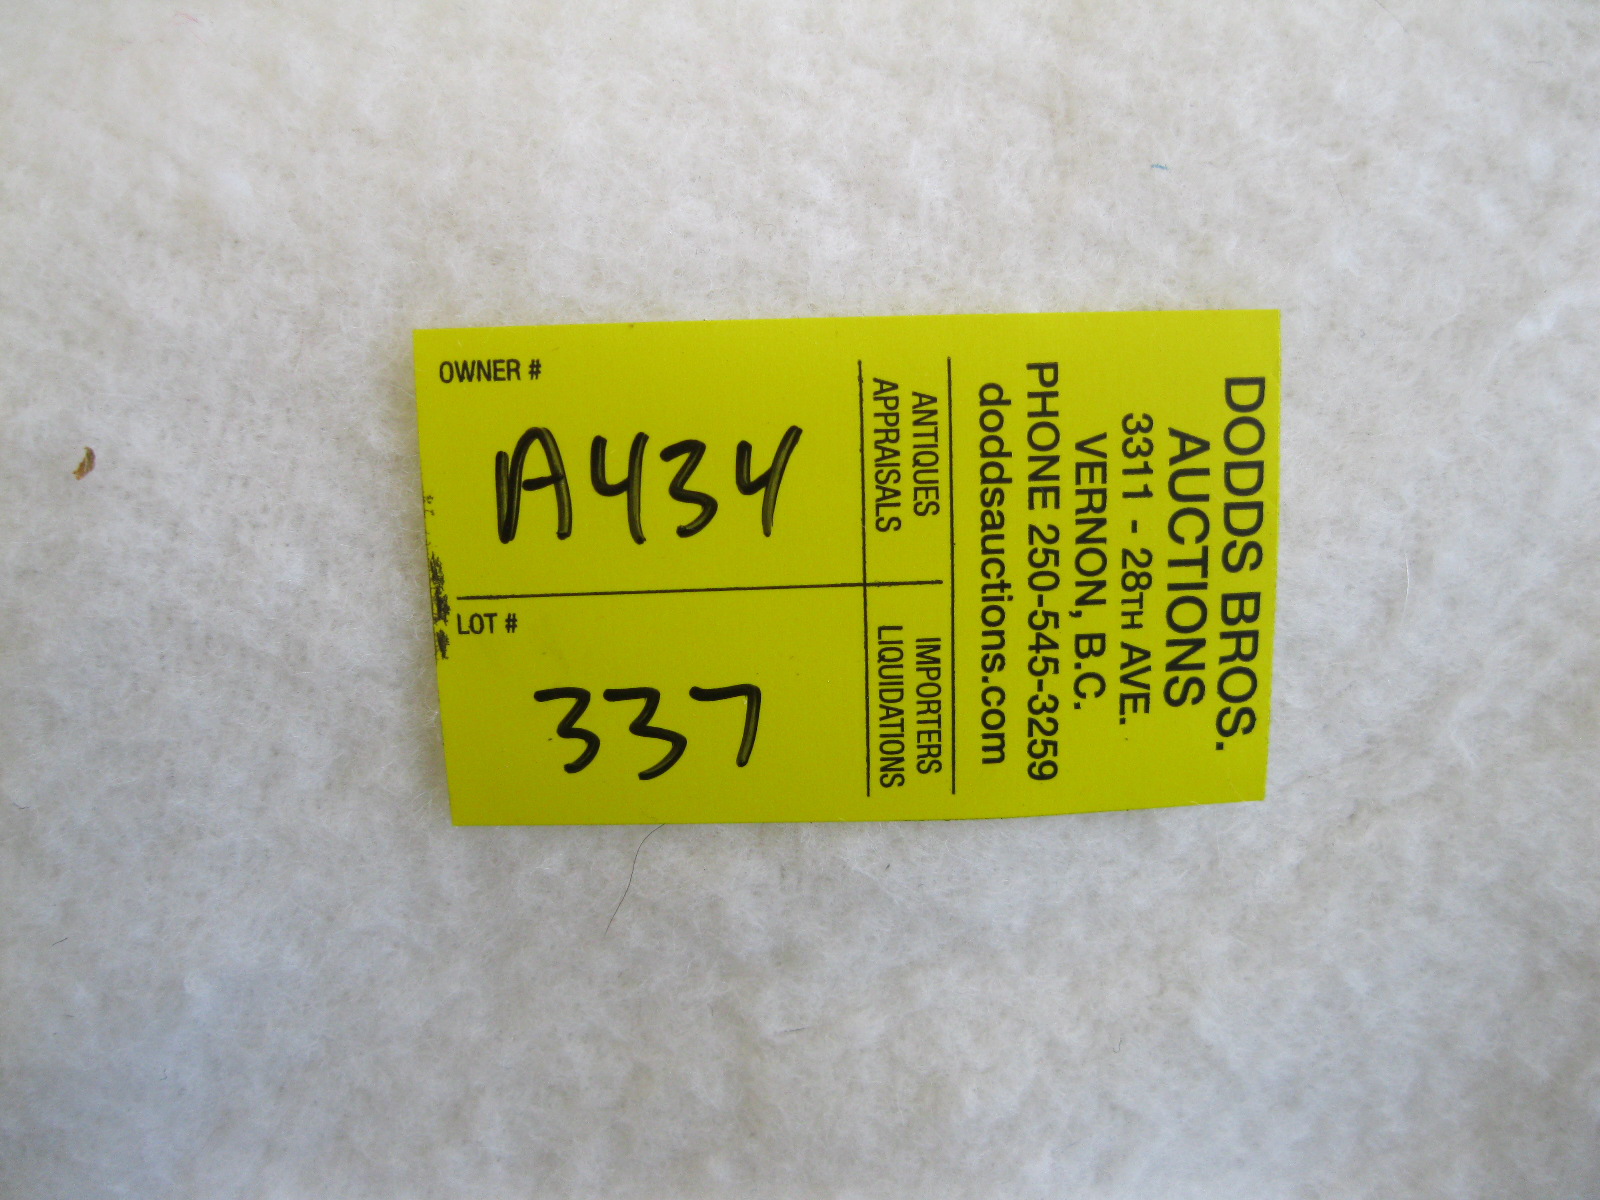 DODDS BROS.
AUCTIONS
3311 - 28TH AVE.
VERNON, B.C.
PHONE 250-545-3259
doddsauctions.com
ANTIQUES
APPRAISALS
IMPORTERS
LIQUIDATIONS
OWNER #
A434
LOT #
337